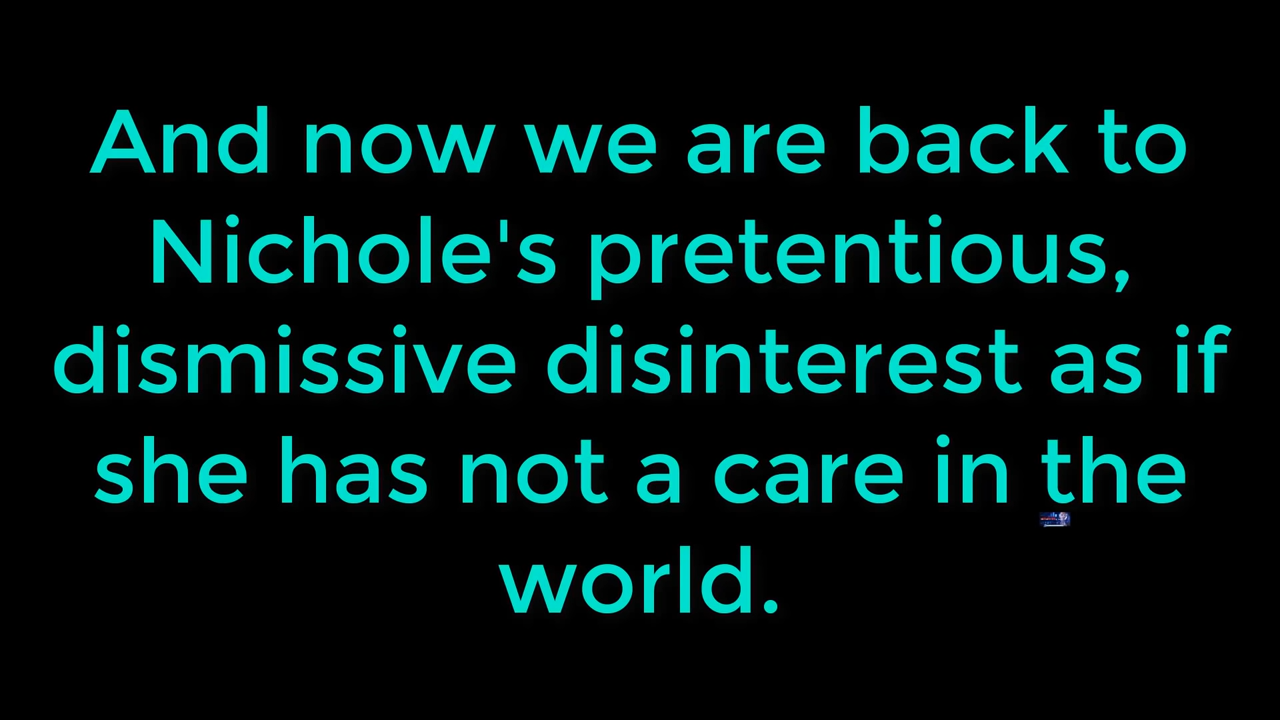 And now we are back to
Nichole's pretentious,
dismissive disinterest as if
she has not a care in the
world.